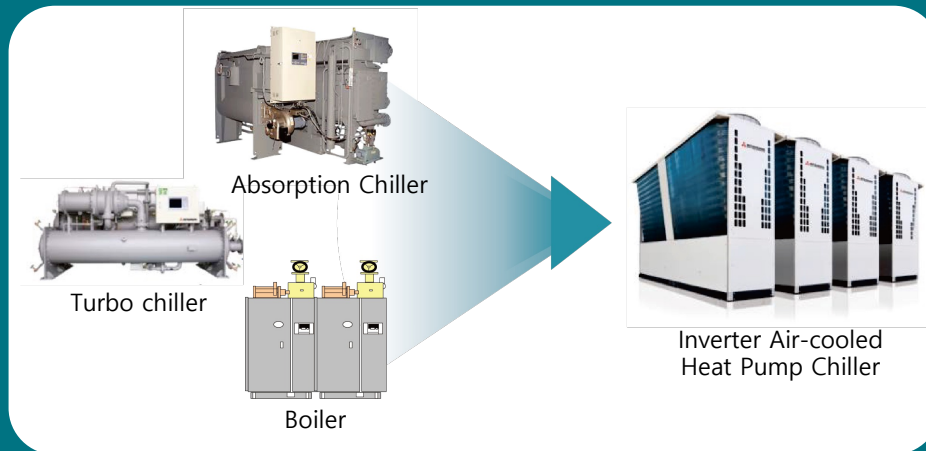 Absorption Chiller
Turbo chiller
Boiler
Inverter Air-cooled
Heat Pump Chiller